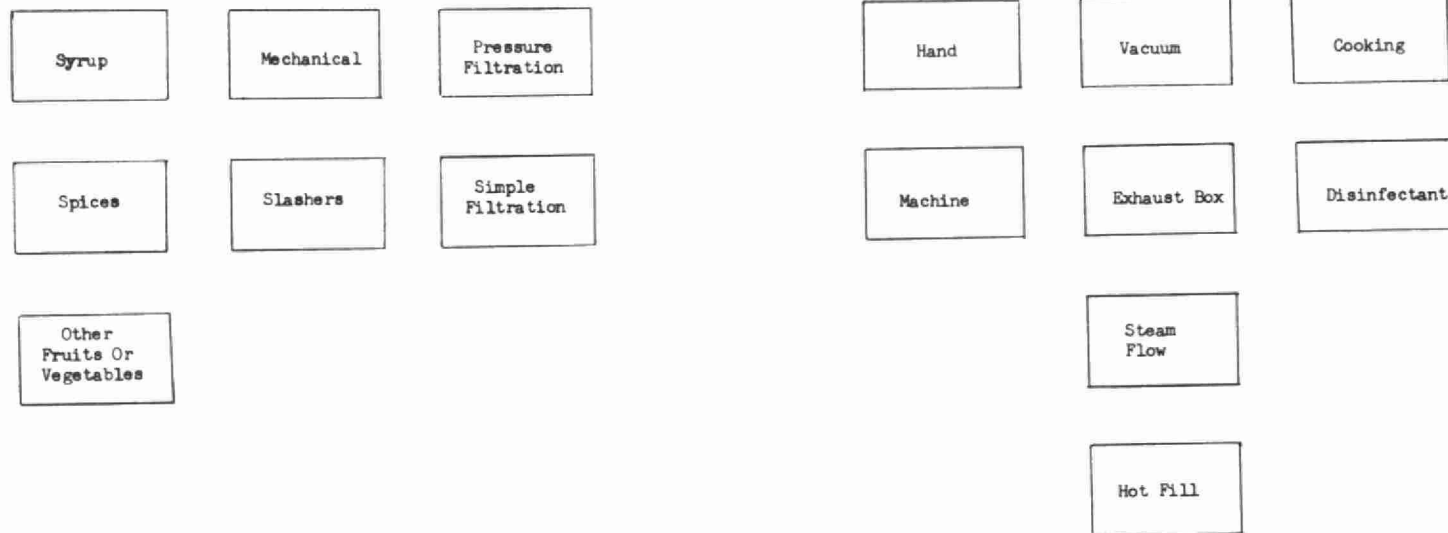 Syrup
Mechanical
Pressure
Filtration
Hand
Vacuum
Cooking
Spices
Slashers
Simple
Filtration
Machine
Exhaust Box
Disinfectant
Other
Fruits Or
Vegetables
Steam
Flow
Hot Fill